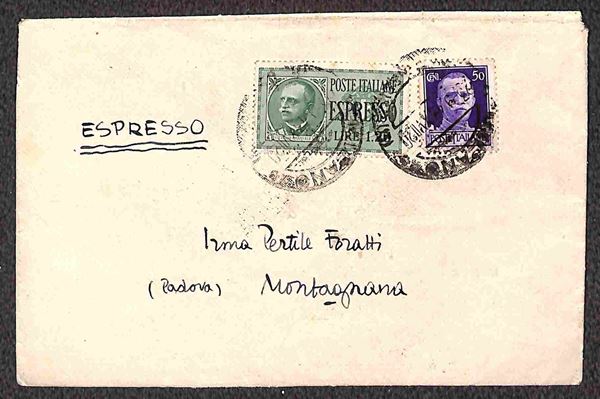 POSTE ITALIANE
ESPRESSO
LIRE 1.25
CENT. 50
POSTE ITALIANE
ESPRESSO
Irma Pertile Foratti
(Padova) Montagnana